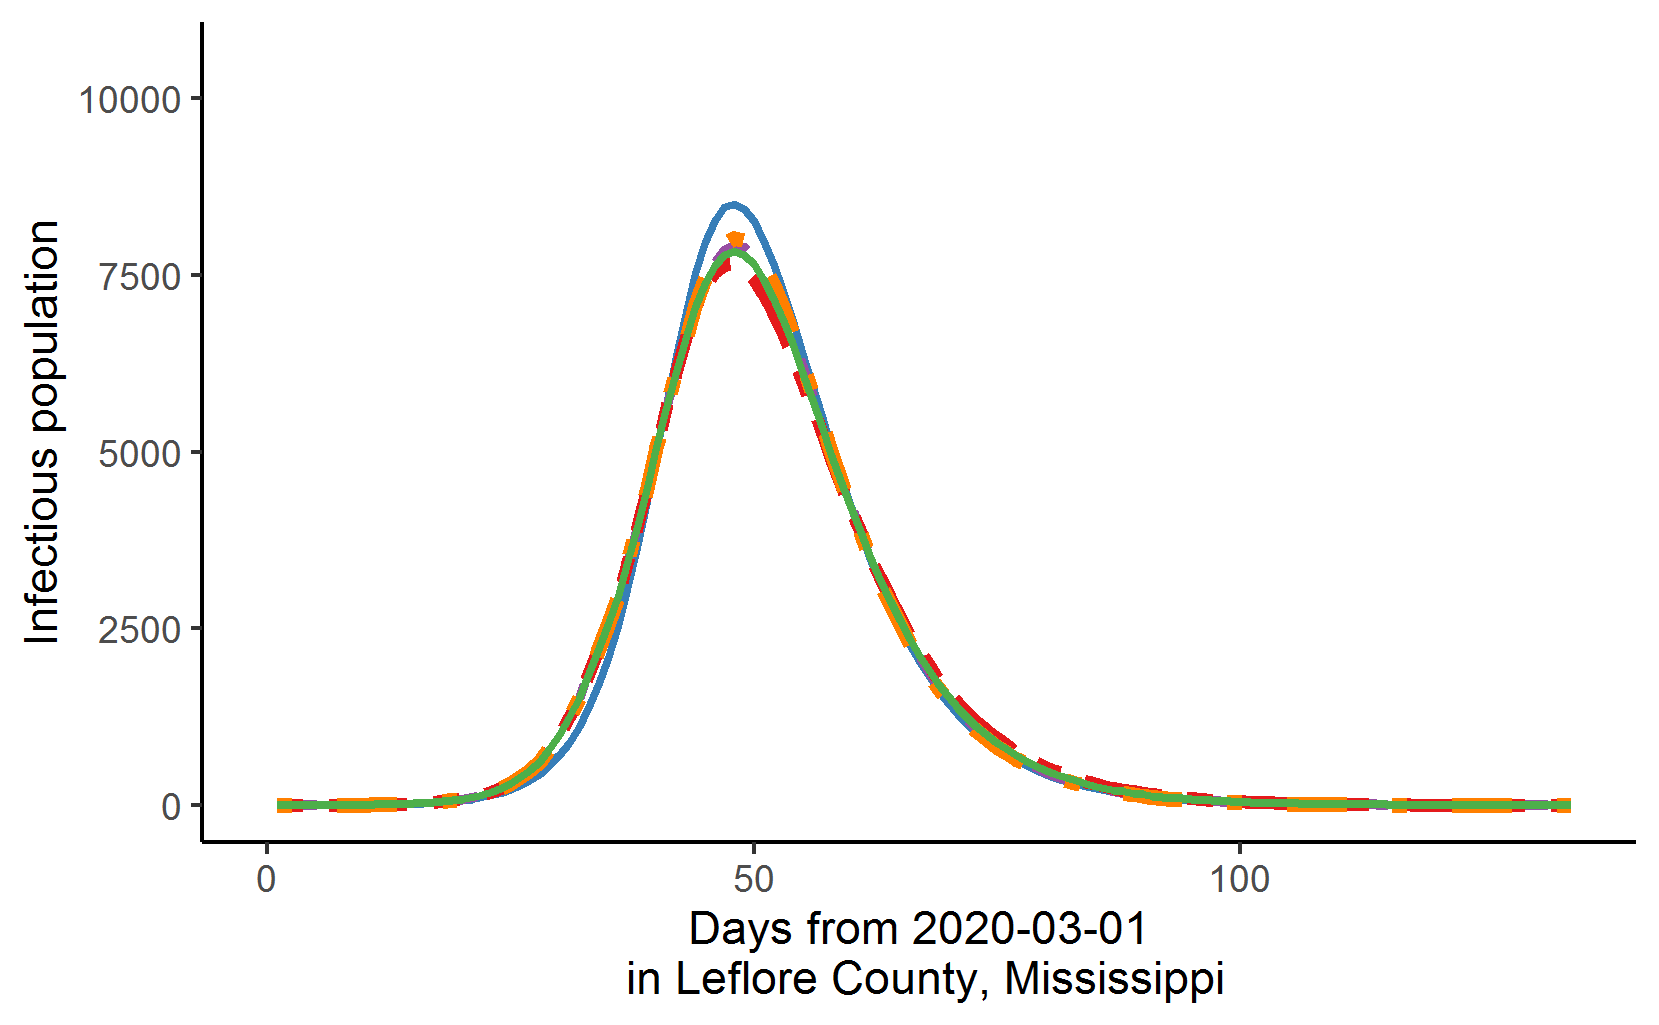 Infectious population
10000
7500
5000
2500
0
0 50 100
Days from 2020-03-01
in Leflore County, Mississippi